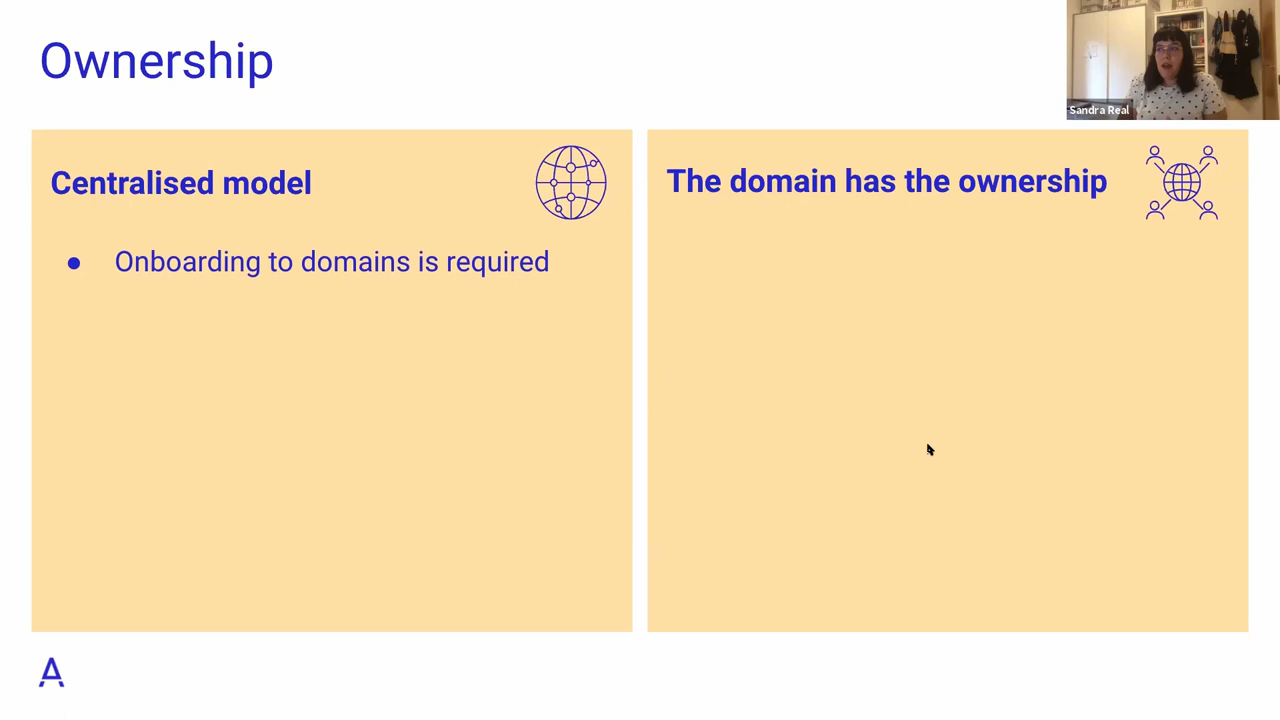 Ownership
Sandra Real
Centralised model
● Onboarding to domains is required
The domain has the ownership
A